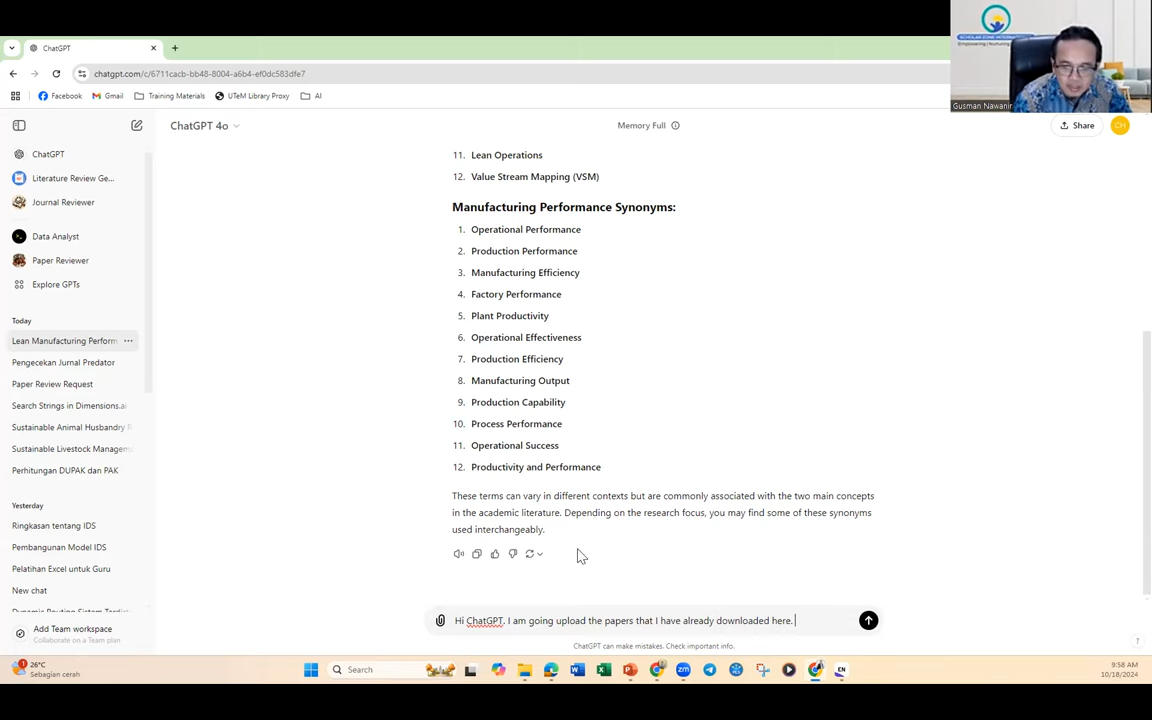 ChatGPT
chatgpt.com/c/6711cacb-bb48-8004-a6b4-ef0dc583dfe7
Facebook
Gmail
Training Materials
UTeM Library Proxy
AI
SCHOLAR ZONE INTERNATIONAL
Gusman Nawanir
ChatGPT 4o
Memory Full
Share
CH
ChatGPT
Literature Review Ge...
Journal Reviewer
Data Analyst
Paper Reviewer
Explore GPTs
Today
Lean Manufacturing Perform
Pengecekan Jurnal Predator
Paper Review Request
Search Strings in Dimensions.ai
Sustainable Animal Husbandry R
Sustainable Livestock Managem
Perhitungan DUPAK dan PAK
Yesterday
Ringkasan tentang IDS
Pembangunan Model IDS
Pelatihan Excel untuk Guru
New chat
Add Team workspace
Collaborate on a Team plan
11. Lean Operations
12. Value Stream Mapping (VSM)
Manufacturing Performance Synonyms:
1. Operational Performance
2. Production Performance
3. Manufacturing Efficiency
4. Factory Performance
5. Plant Productivity
6. Operational Effectiveness
7. Production Efficiency
8. Manufacturing Output
9. Production Capability
10. Process Performance
11. Operational Success
12. Productivity and Performance
These terms can vary in different contexts but are commonly associated with the two main concepts
in the academic literature. Depending on the research focus, you may find some of these synonyms
used interchangeably.
Hi ChatGPT. I am going upload the papers that I have already downloaded here.
ChatGPT can make mistakes. Check important info.
?
26°C
Sebagian cerah
Search
EN
9:58 AM
10/18/2024